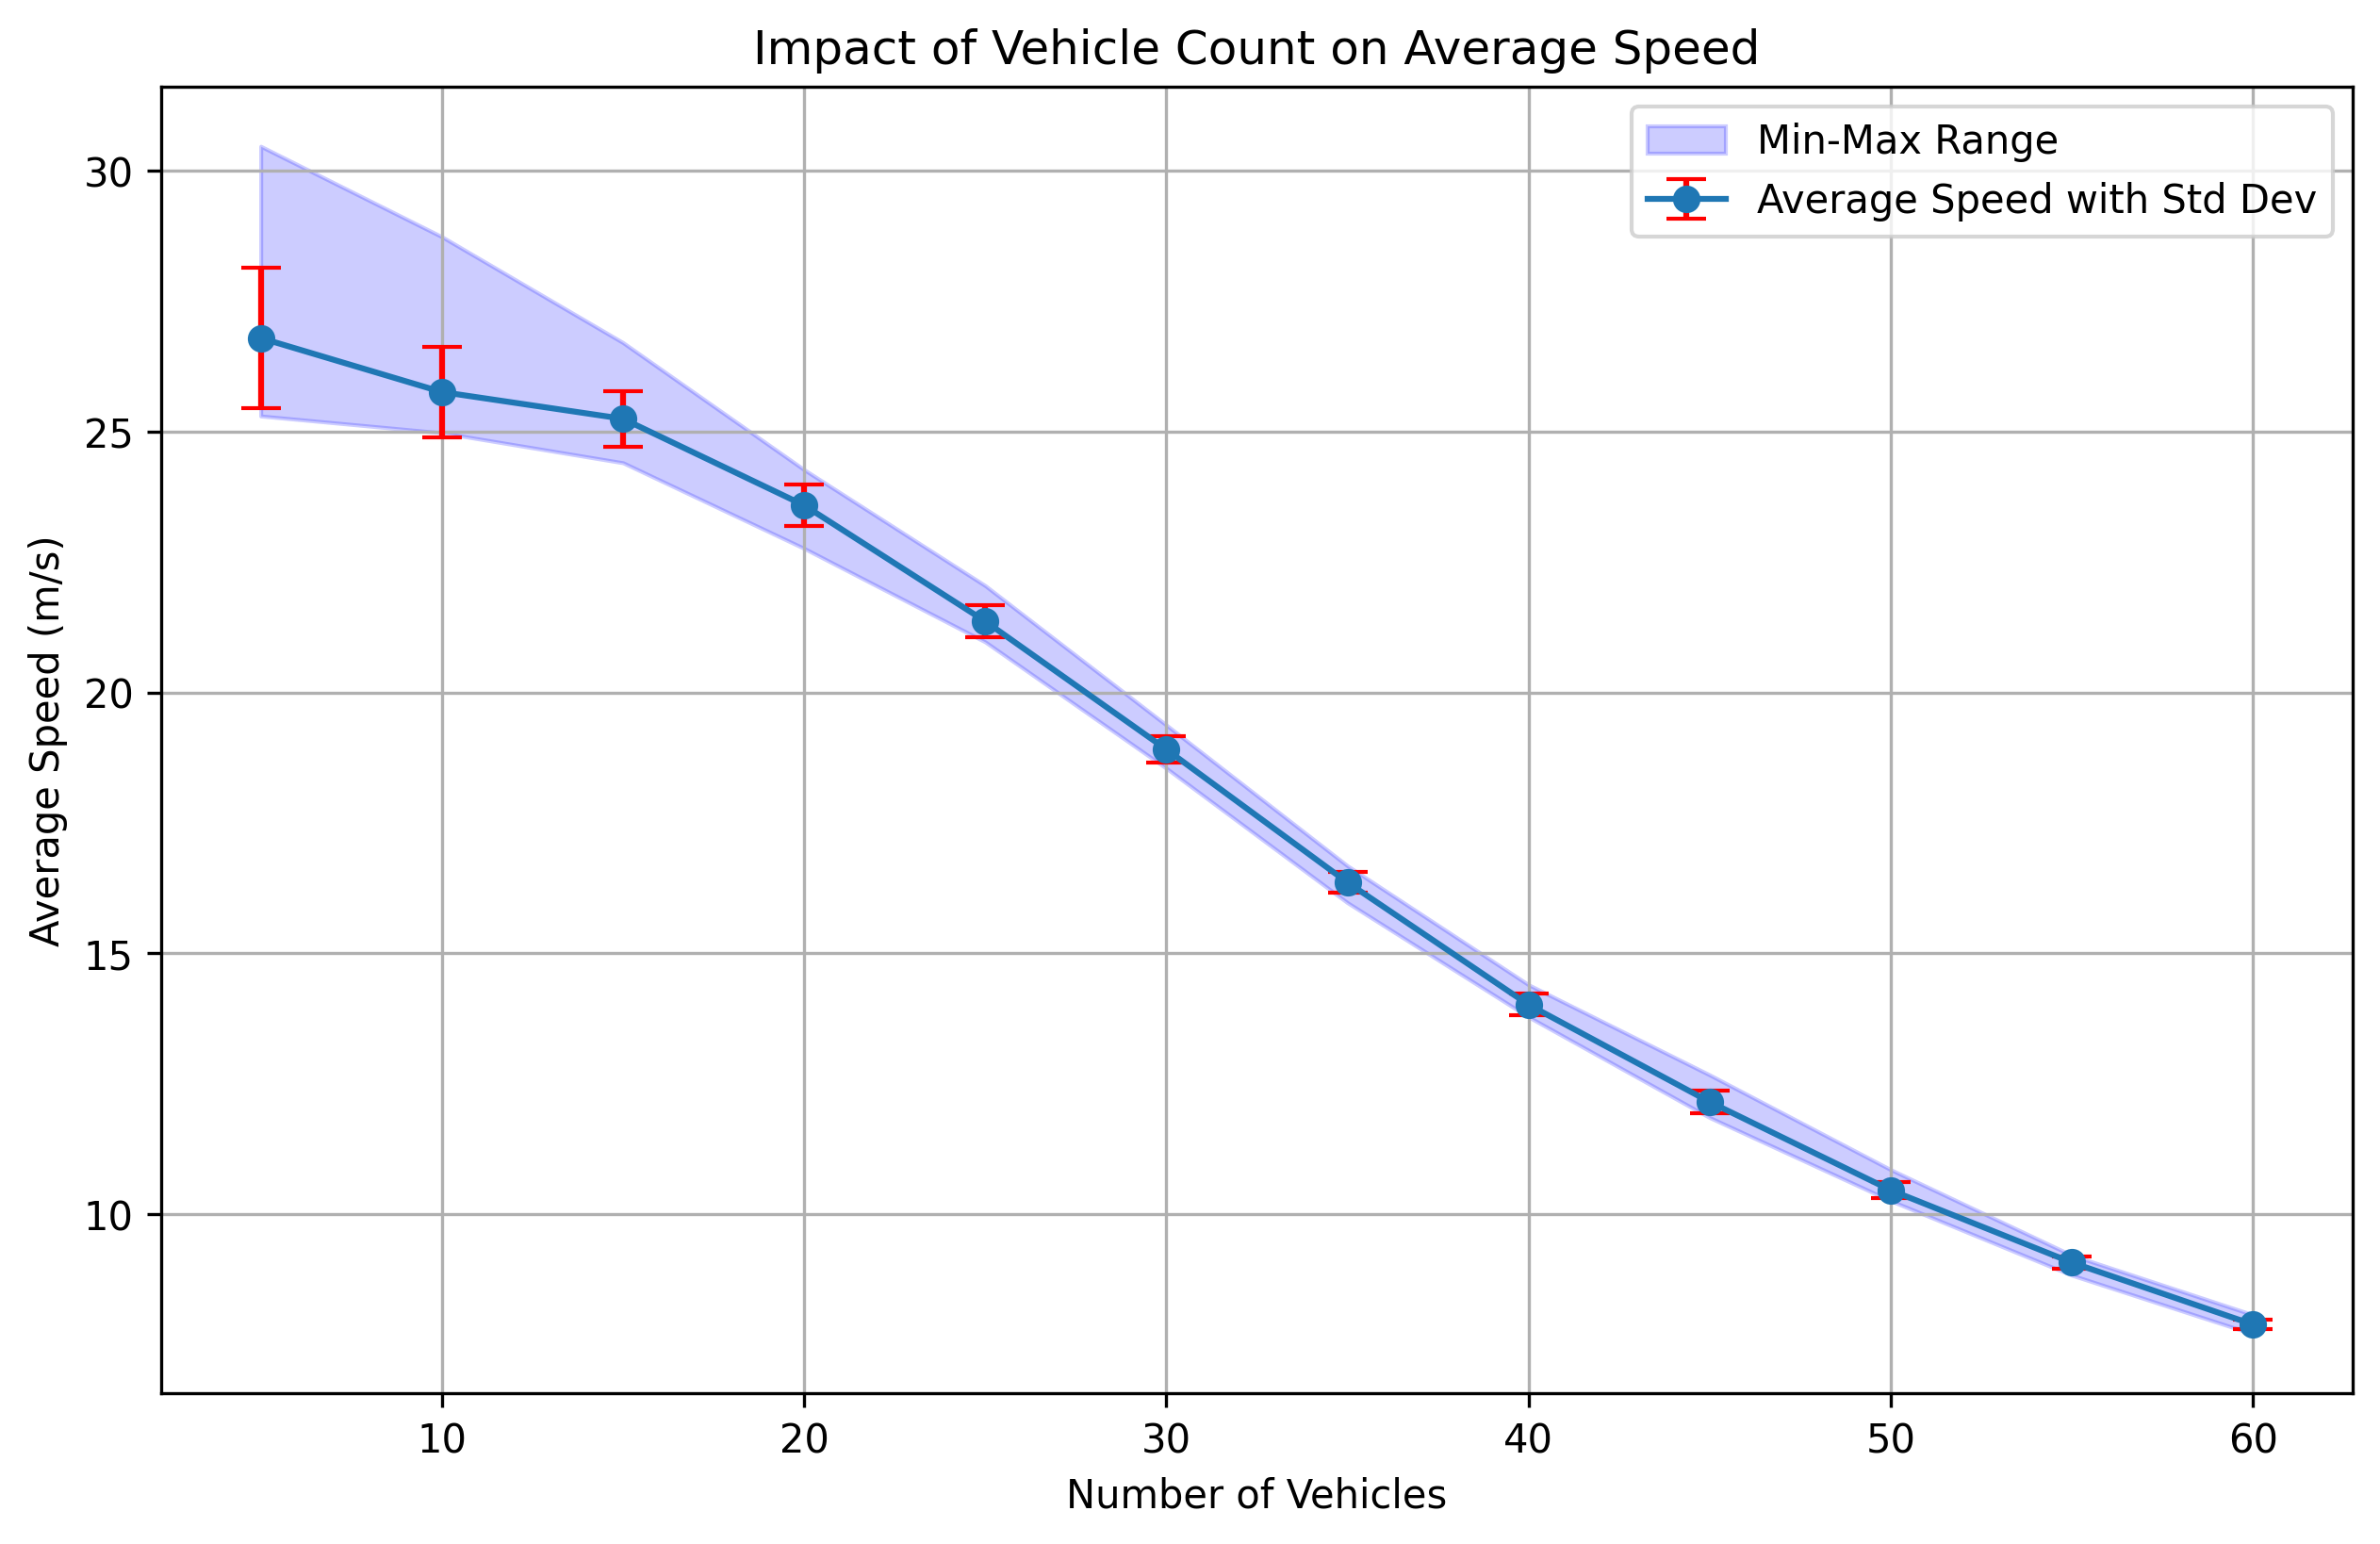 Impact of Vehicle Count on Average Speed
Min-Max Range
Average Speed with Std Dev
Average Speed (m/s)
30
25
20
15
10
10 20 30 40 50 60
Number of Vehicles